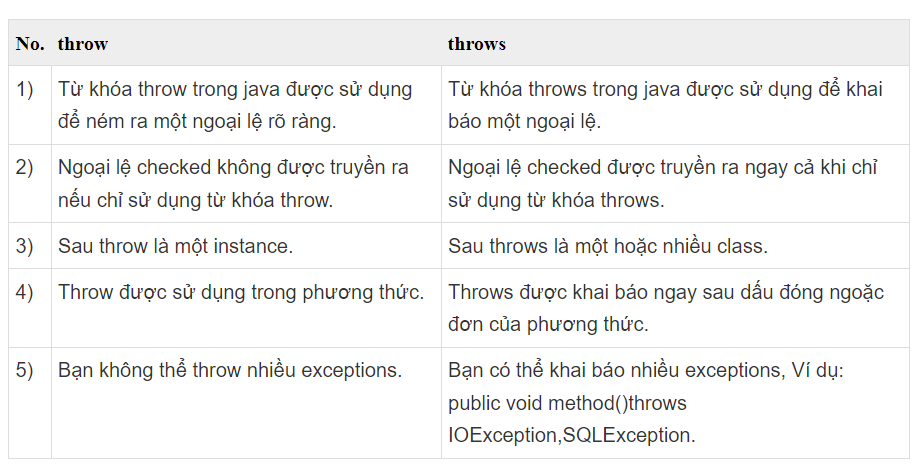 No. throw throws
1) Từ khóa throw trong java được sử dụng
để ném ra một ngoại lệ rõ ràng.
Từ khóa throws trong java được sử dụng để khai
báo một ngoại lệ.
2) Ngoại lệ checked không được truyền ra
nếu chỉ sử dụng từ khóa throw.
Ngoại lệ checked được truyền ra ngay cả khi chỉ
sử dụng từ khóa throws.
3) Sau throw là một instance.
Sau throws là một hoặc nhiều class.
4) Throw được sử dụng trong phương thức.
Throws được khai báo ngay sau dấu đóng ngoặc
đơn của phương thức.
5) Bạn không thể throw nhiều exceptions.
Bạn có thể khai báo nhiều exceptions, Ví dụ:
public void method()throws
IOException,SQLException.